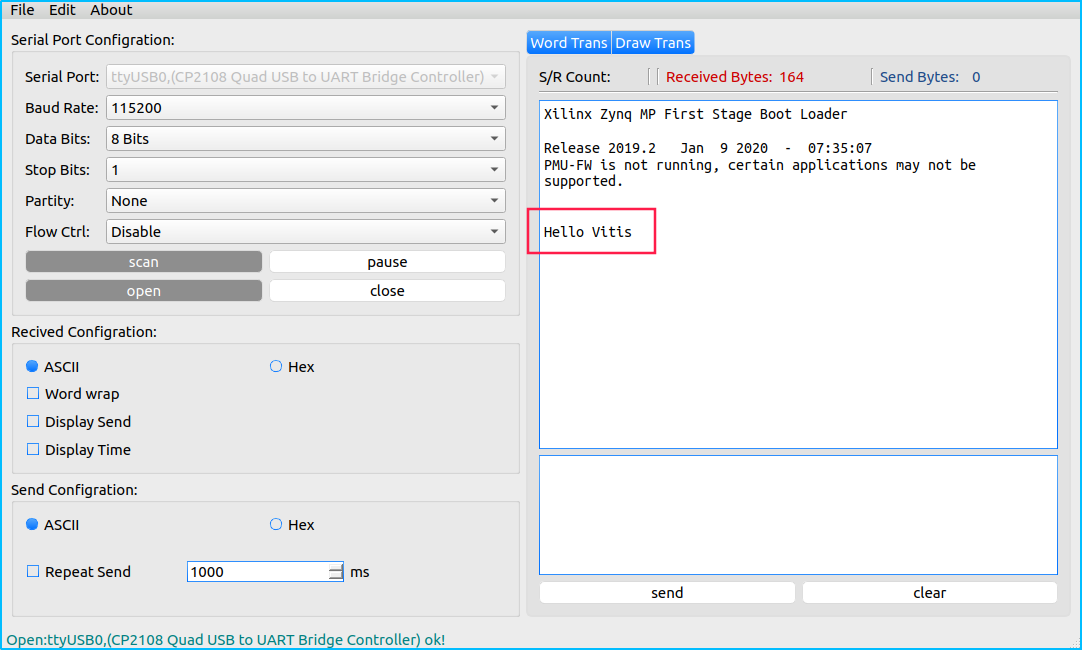 File Edit About
Serial Port Configration:
Serial Port: ttyUSB0,(CP2108 Quad USB to UART Bridge Controller)
Baud Rate: 115200
Data Bits: 8 Bits
Stop Bits: 1
Partity: None
Flow Ctrl: Disable
scan pause
open close
Recived Configration:
ASCII Hex
Word wrap
Display Send
Display Time
Send Configration:
ASCII Hex
Repeat Send 1000 ms
Word Trans Draw Trans
S/R Count: Received Bytes: 164 Send Bytes: 0
Xilinx Zynq MP First Stage Boot Loader
Release 2019.2 Jan 9 2020 - 07:35:07
PMU-FW is not running, certain applications may not be
supported.
Hello Vitis
send clear
Open:ttyUSB0,(CP2108 Quad USB to UART Bridge Controller) ok!